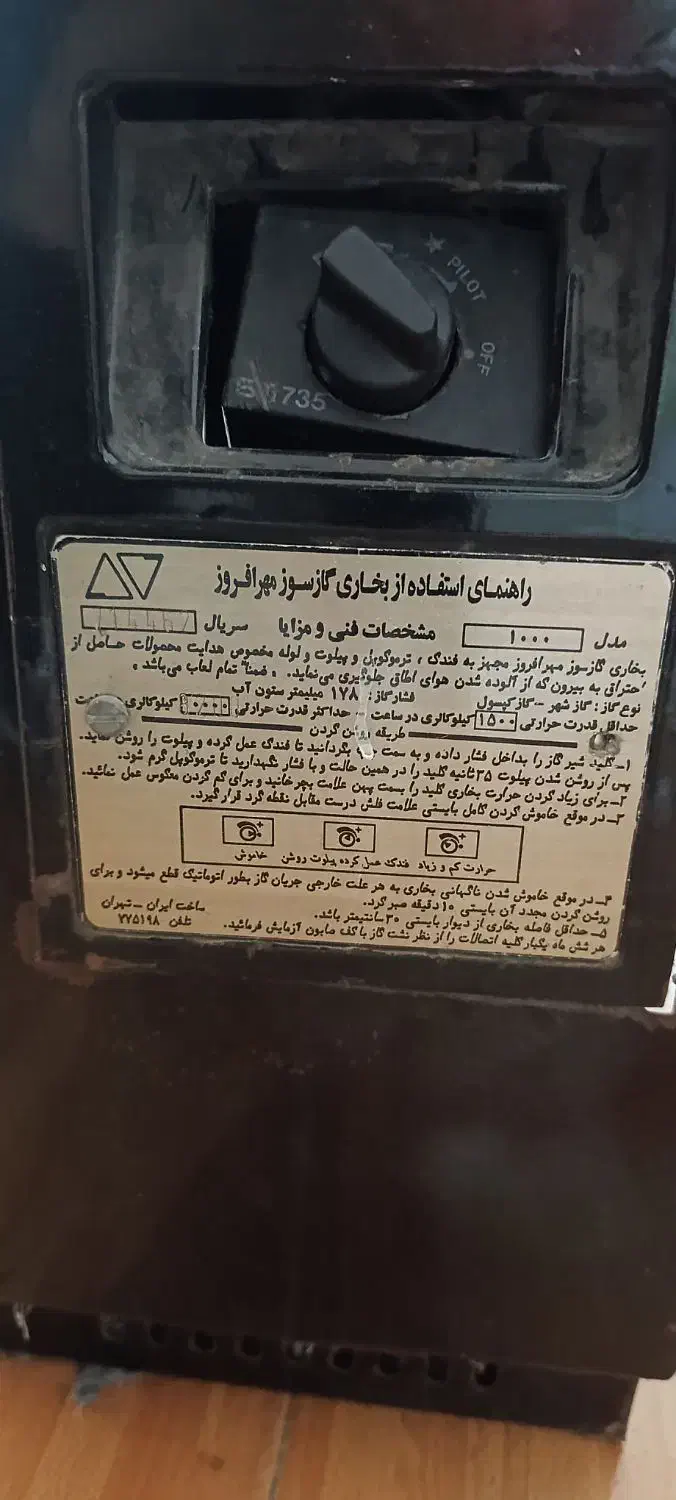 PILOT
OFF
735
راهنمای استفاده از بخاری گازسوز مهرافروز
مدل ۱۰۰۰ مشخصات فنی و مزایا سریال
بخاری گازسوز مهرافروز مجهز به فندک، ترموکوپل و پیلوت و لوله مخصوص هدایت محصولات حاصل از
احتراق به بیرون که از آلوده شدن هوای اطاق جلوگیری می‌نماید. ضمناً تمام لعاب می‌باشد.
نوع گاز: گاز شهر - گاز کپسول فشار گاز: ۱۷۸ میلیمتر ستون آب
حداقل قدرت حرارتی ۱۵۰۰ کیلوکالری در ساعت حداکثر قدرت حرارتی ۱۰۰۰۰ کیلوکالری
طریقه روشن کردن
۱- کلید شیر گاز را بداخل فشار داده و به سمت بگردانید تا فندک عمل کرده و پیلوت را روشن نماید.
پس از روشن شدن پیلوت ۳۵ ثانیه کلید را در همین حالت و با فشار نگهدارید تا ترموکوپل گرم شود.
۲- برای زیاد کردن حرارت بخاری کلید را بسمت پهن علامت بچرخانید و برای کم کردن معکوس عمل نمائید.
۳- در موقع خاموش کردن کامل بایستی علامت فلش درست مقابل نقطه گرد قرار گیرد.
حرارت کم و زیاد فندک عمل کرده پیلوت روشن خاموش
۴- در موقع خاموش شدن ناگهانی بخاری به هر علت خارجی جریان گاز بطور اتوماتیک قطع میشود و برای
روشن کردن مجدد آن بایستی ۱۰ دقیقه صبر کرد.
۵- حداقل فاصله بخاری از دیوار بایستی ۳۰ سانتیمتر باشد.
هر شش ماه یکبار کلیه اتصالات را از نظر نشت گاز با کف صابون آزمایش فرمائید.
ساخت ایران - تهران
تلفن ۷۷۵۱۹۸